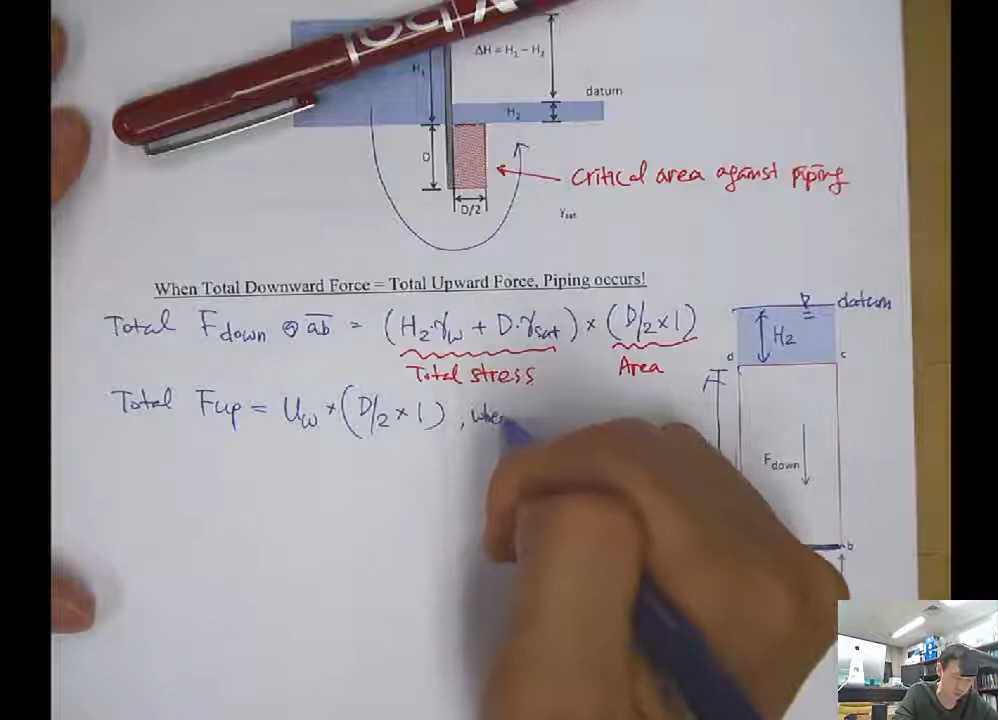 ΔH = H₁ − H₂
H₁
datum
H₂
D
D/2
γsat
Critical area against piping
When Total Downward Force = Total Upward Force, Piping occurs!
Total Fdown @ ab = (H₂·γw + D·γsat) × (D/2 × 1)
Total stress
Area
Total Fup = Uw * (D/2 × 1), whe
datum
H₂
d
c
Fdown
b